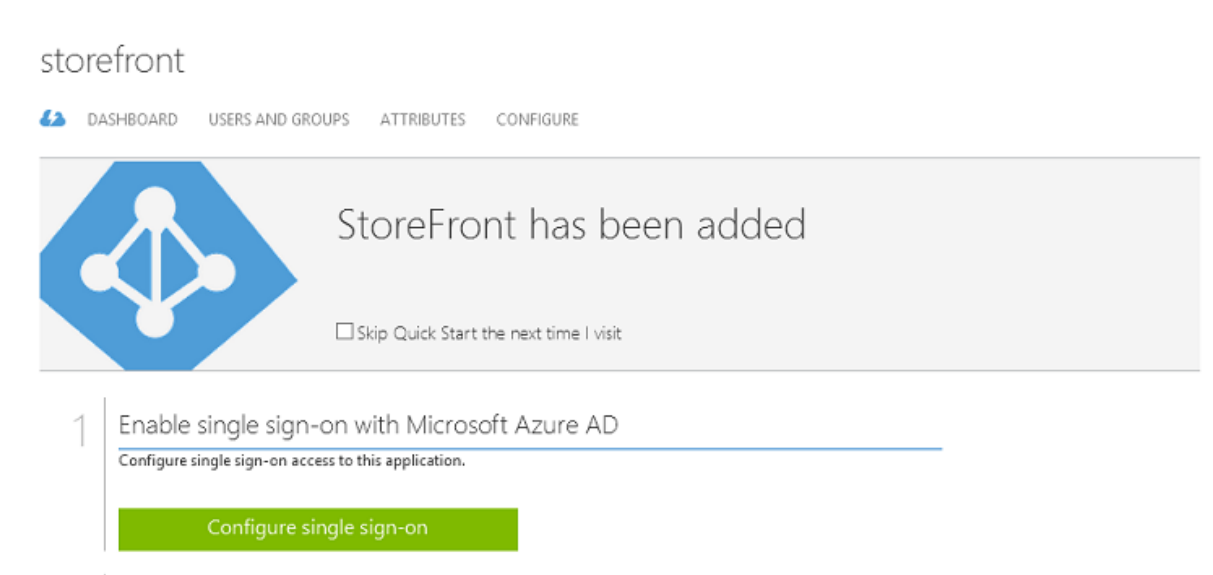 storefront
DASHBOARD USERS AND GROUPS ATTRIBUTES CONFIGURE
StoreFront has been added
Skip Quick Start the next time I visit
1 Enable single sign-on with Microsoft Azure AD
Configure single sign-on access to this application.
Configure single sign-on